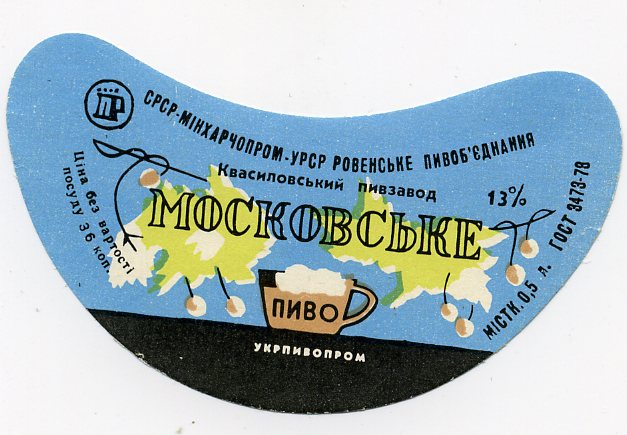 ПР
СРСР-МІНХАРЧОПРОМ-УРСР РОВЕНСЬКЕ ПИВОБ'ЄДНАННЯ
Квасиловський пивзавод
13%
МОСКОВСЬКЕ
Ціна без вартості
посуду 36 коп.
МІСТК. 0,5 л. ГОСТ 3473-78
ПИВО
УКРПИВОПРОМ